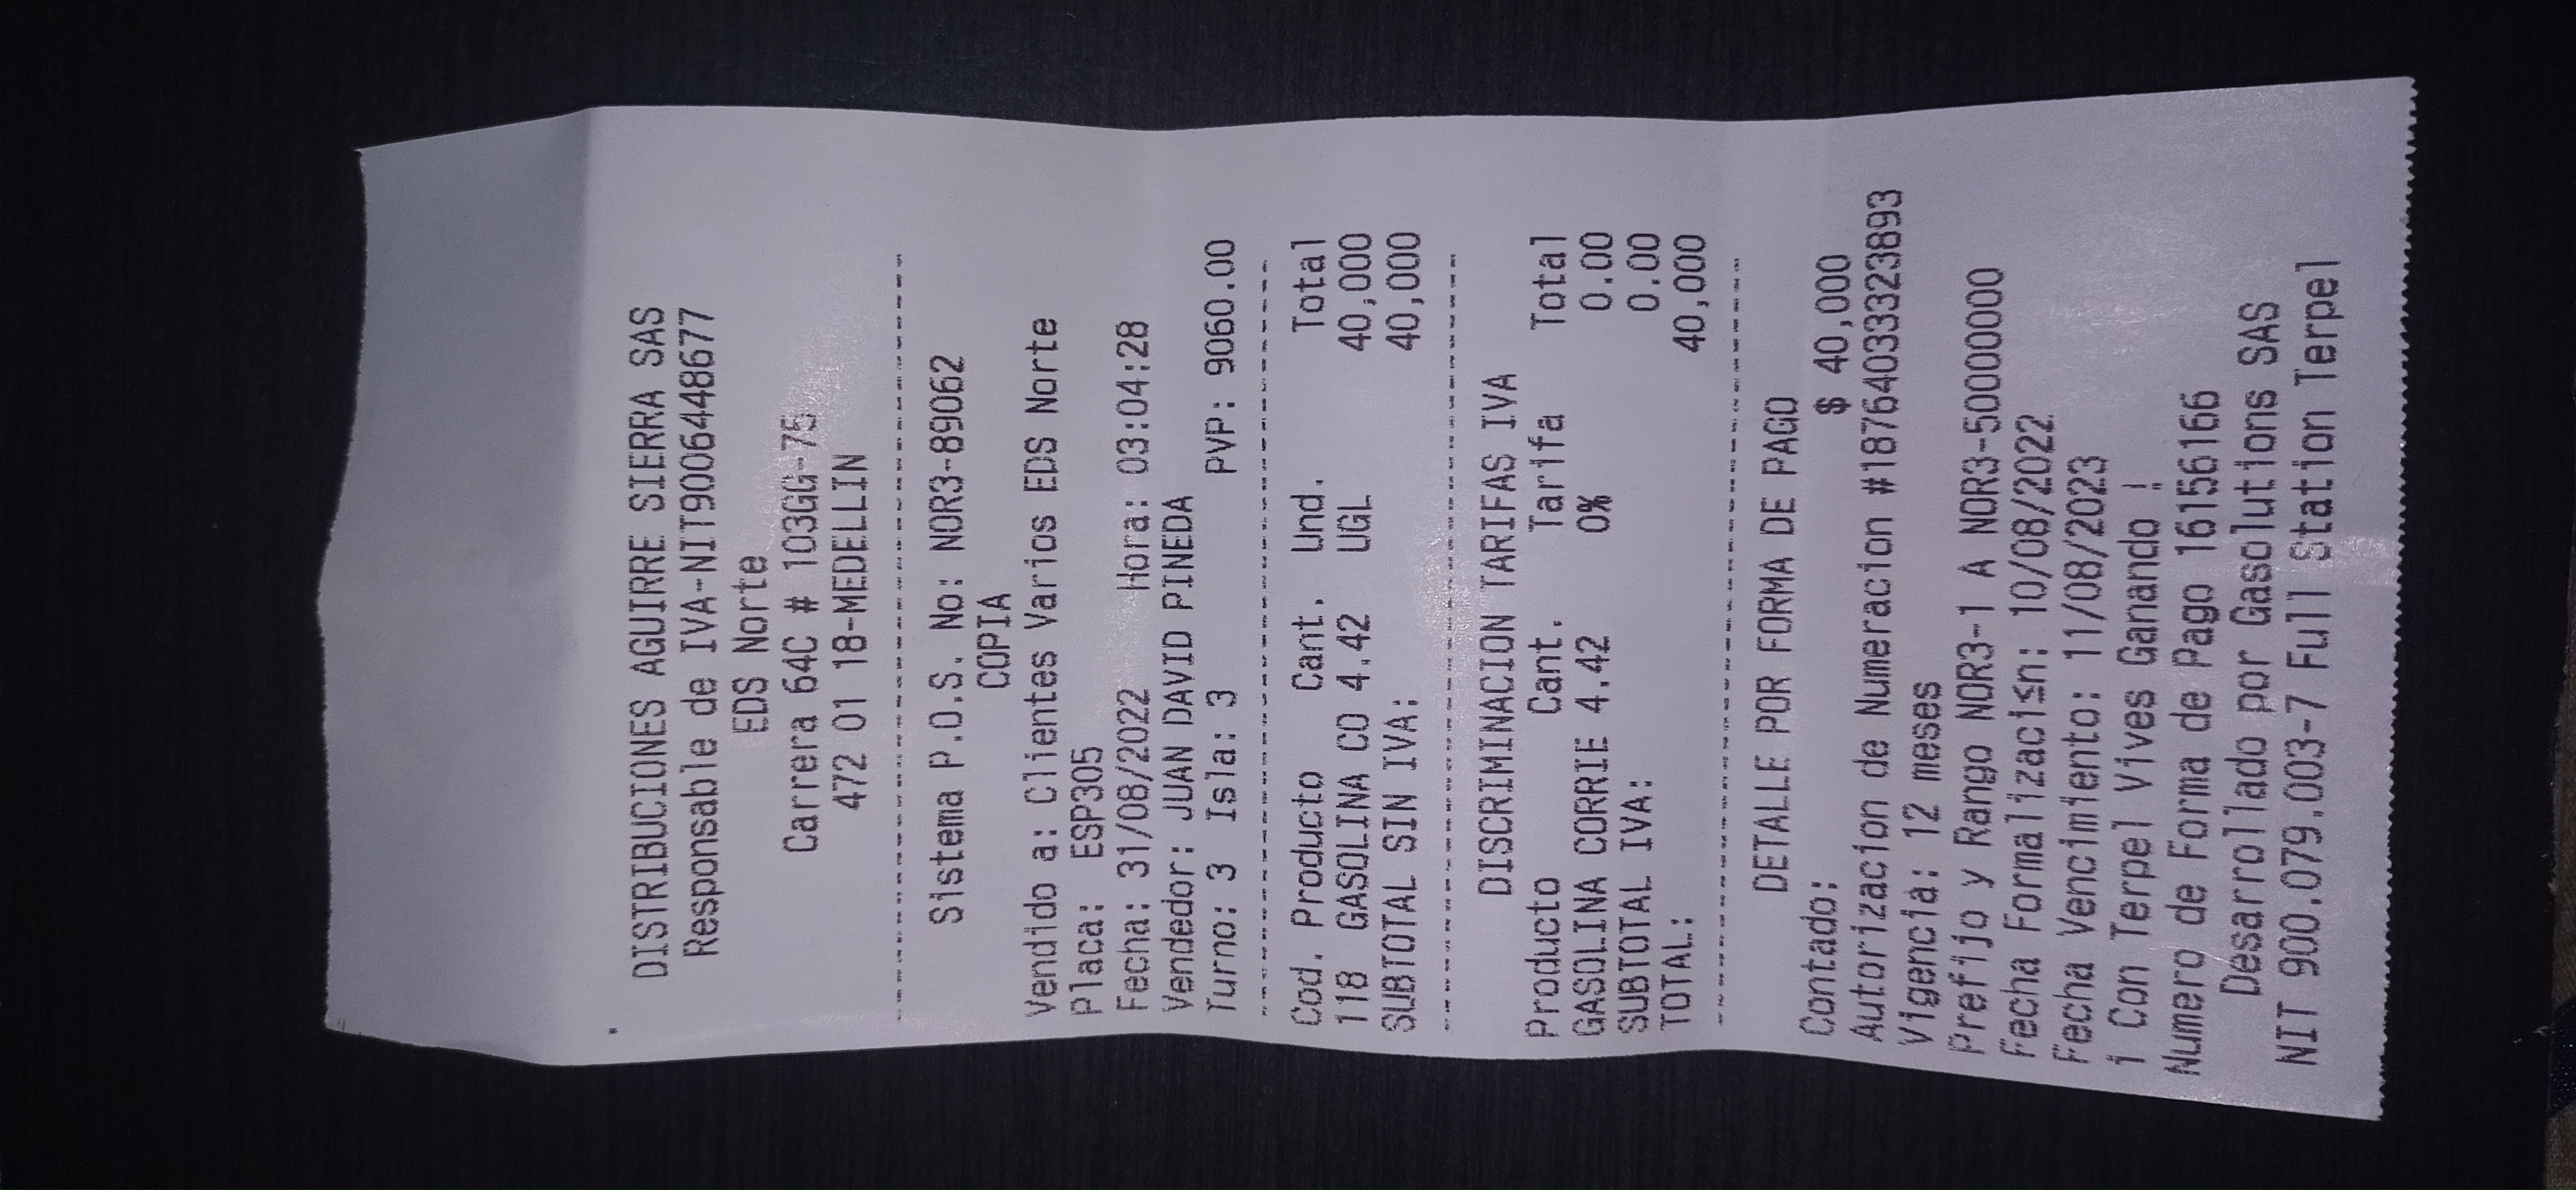 DISTRIBUCIONES AGUIRRE SIERRA SAS
Responsable de IVA-NIT9006448677
EDS Norte
Carrera 64C # 103GG-75
472 01 18-MEDELLIN
Sistema P.O.S. No: NOR3-89062
COPIA
Vendido a: Clientes Varios EDS Norte
Placa: ESP305
Fecha: 31/08/2022 Hora: 03:04:28
Vendedor: JUAN DAVID PINEDA
Turno: 3 Isla: 3 PVP: 9060.00
Cod. Producto Cant. Und. Total
118 GASOLINA CO 4.42 UGL 40,000
SUBTOTAL SIN IVA: 40,000
DISCRIMINACION TARIFAS IVA
Producto Cant. Tarifa Total
GASOLINA CORRIE 4.42 0% 0.00
SUBTOTAL IVA: 0.00
TOTAL: 40,000
DETALLE POR FORMA DE PAGO
Contado: $ 40,000
Autorizacion de Numeracion #18764033323893
Vigencia: 12 meses
Prefijo y Rango NOR3-1 A NOR3-5000000
Fecha Formalizaci≤n: 10/08/2022
Fecha Vencimiento: 11/08/2023
¡ Con Terpel Vives Ganando !
Numero de Forma de Pago 16156166
Desarrollado por Gasolutions SAS
NIT 900.079.003-7 Full Station Terpel